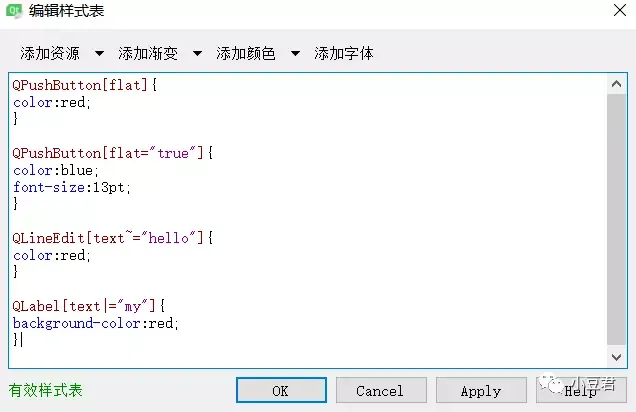 Qt 编辑样式表
添加资源 添加渐变 添加颜色 添加字体
QPushButton[flat]{
color:red;
}
QPushButton[flat="true"]{
color:blue;
font-size:13pt;
}
QLineEdit[text~="hello"]{
color:red;
}
QLabel[text|="my"]{
background-color:red;
}
有效样式表 OK Cancel Apply Help
小豆君